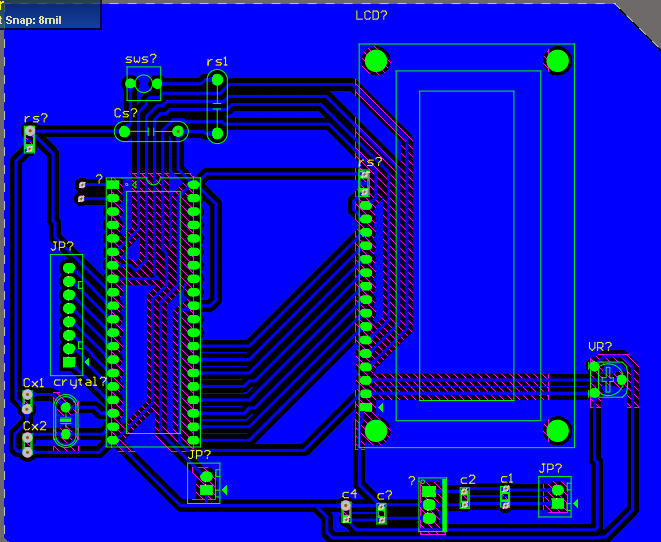 t Snap: 8mil
LCD?
sws?
rs1
Cs?
rs?
rs?
?
JP?
VR?
Cx1
crytal?
Cx2
JP?
?
c2
c1
JP?
c4
c?